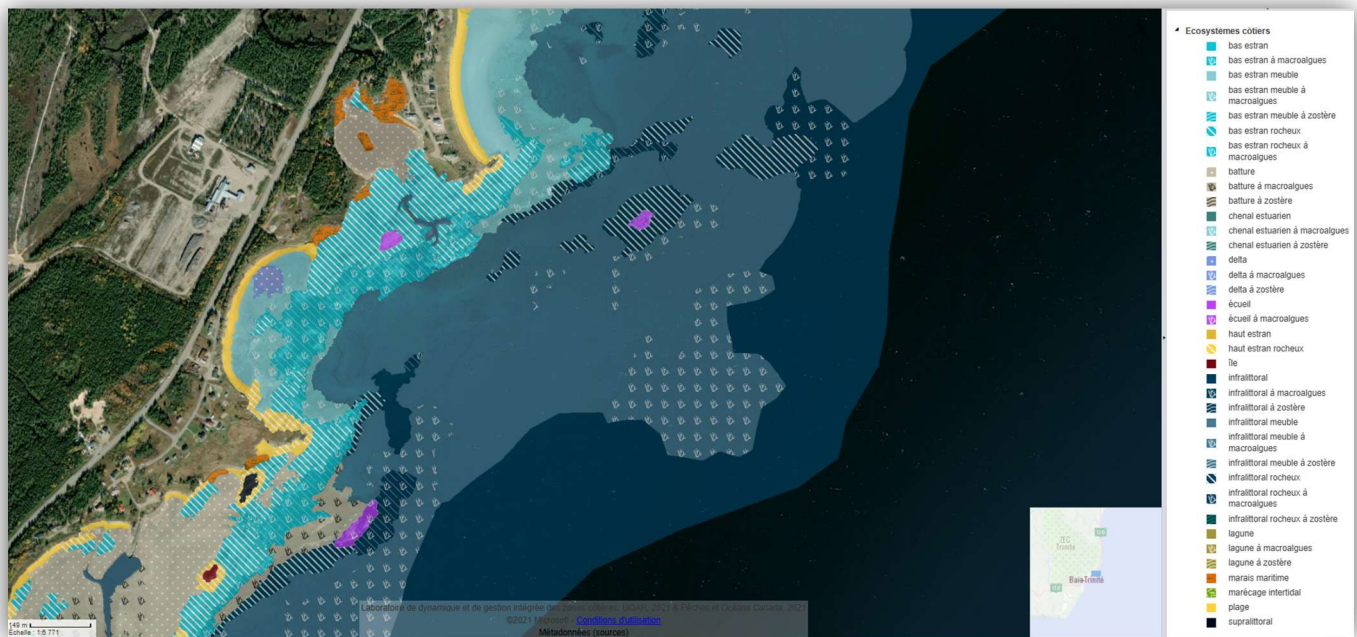 Ecosystèmes côtiers
bas estran
bas estran à macroalgues
bas estran meuble
bas estran meuble à
macroalgues
bas estran meuble à zostère
bas estran rocheux
bas estran rocheux à
macroalgues
batture
batture à macroalgues
batture à zostère
chenal estuarien
chenal estuarien à macroalgues
chenal estuarien à zostère
delta
delta à macroalgues
delta à zostère
écueil
écueil à macroalgues
haut estran
haut estran rocheux
île
infralittoral
infralittoral à macroalgues
infralittoral à zostère
infralittoral meuble
infralittoral meuble à
macroalgues
infralittoral meuble à zostère
infralittoral rocheux
infralittoral rocheux à
macroalgues
infralittoral rocheux à zostère
lagune
lagune à macroalgues
lagune à zostère
marais maritime
marécage intertidal
plage
supralittoral
ZEC
Trinité
Baie-Trinité
Laboratoire de dynamique et de gestion intégrée des zones côtières, UQAR, 2021 & Pêches et Océans Canada, 2021
©2021 Microsoft - Conditions d'utilisation
Métadonnées (sources)
149 m
Échelle : 1:6 771